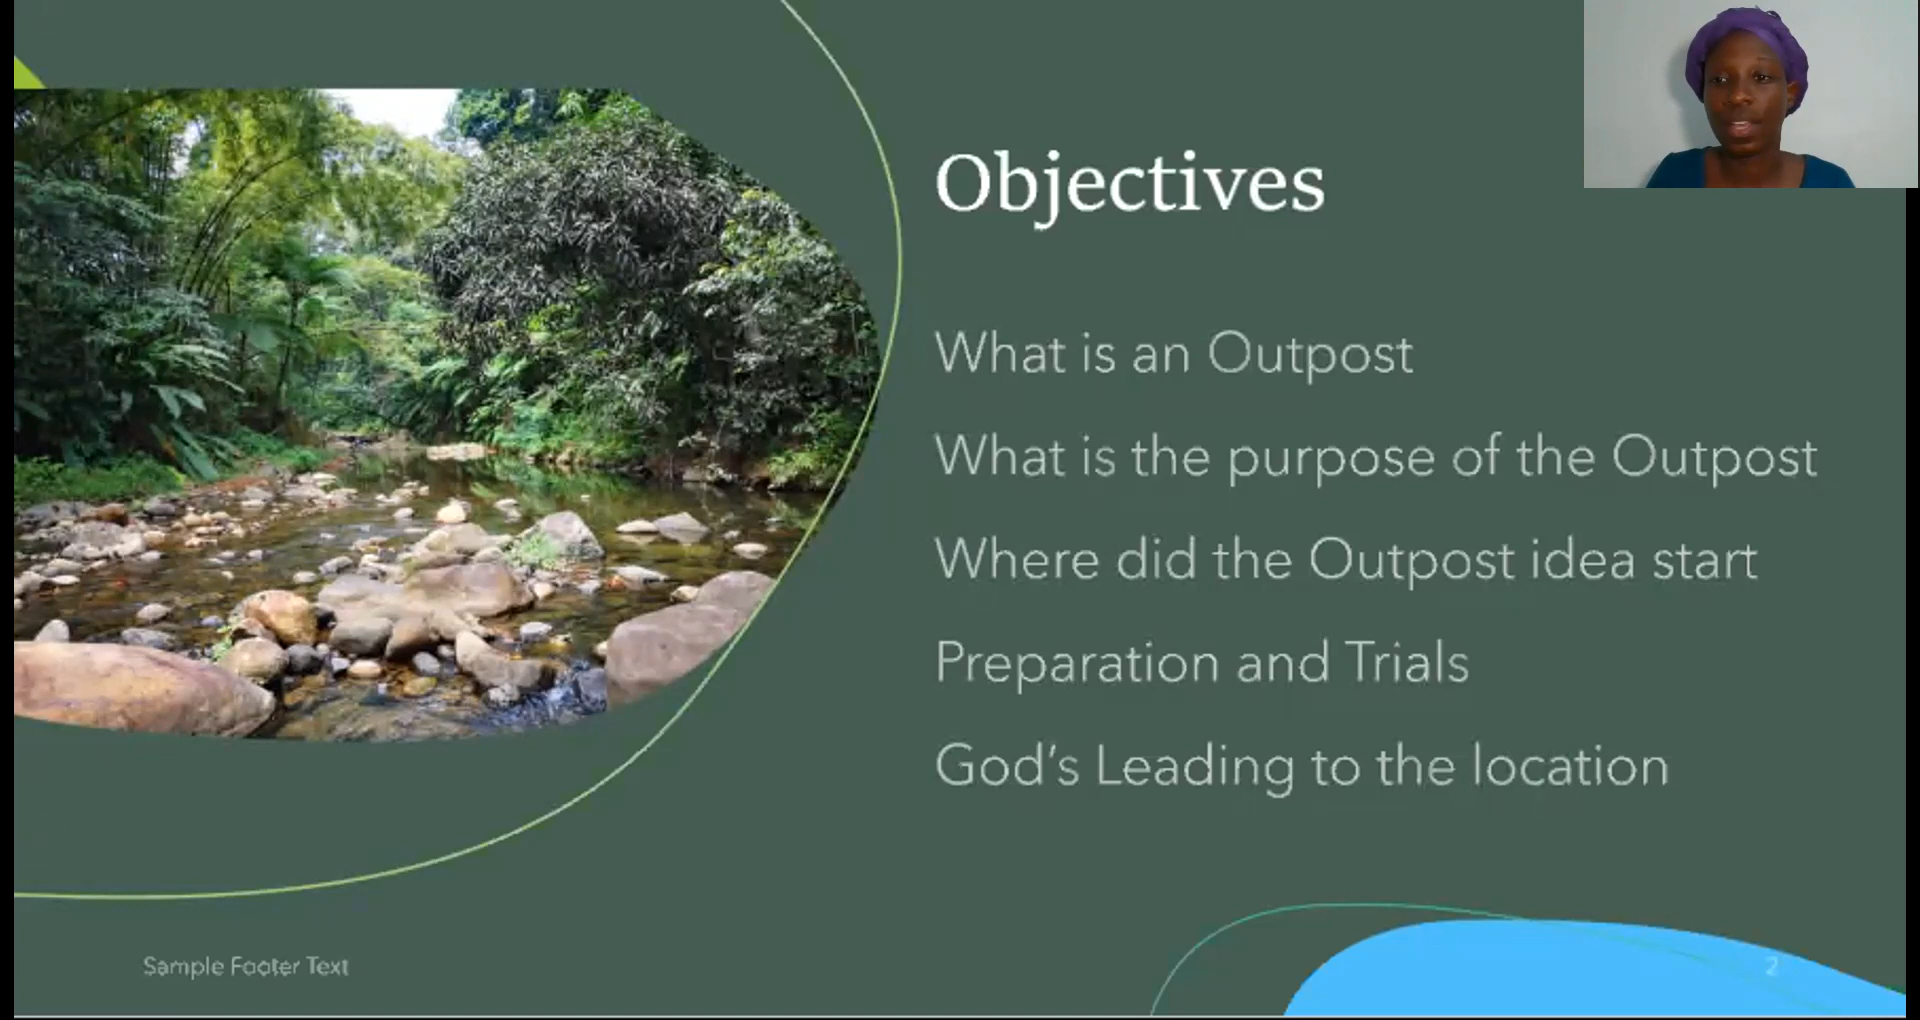 Objectives
What is an Outpost
What is the purpose of the Outpost
Where did the Outpost idea start
Preparation and Trials
God’s Leading to the location
Sample Footer Text
2